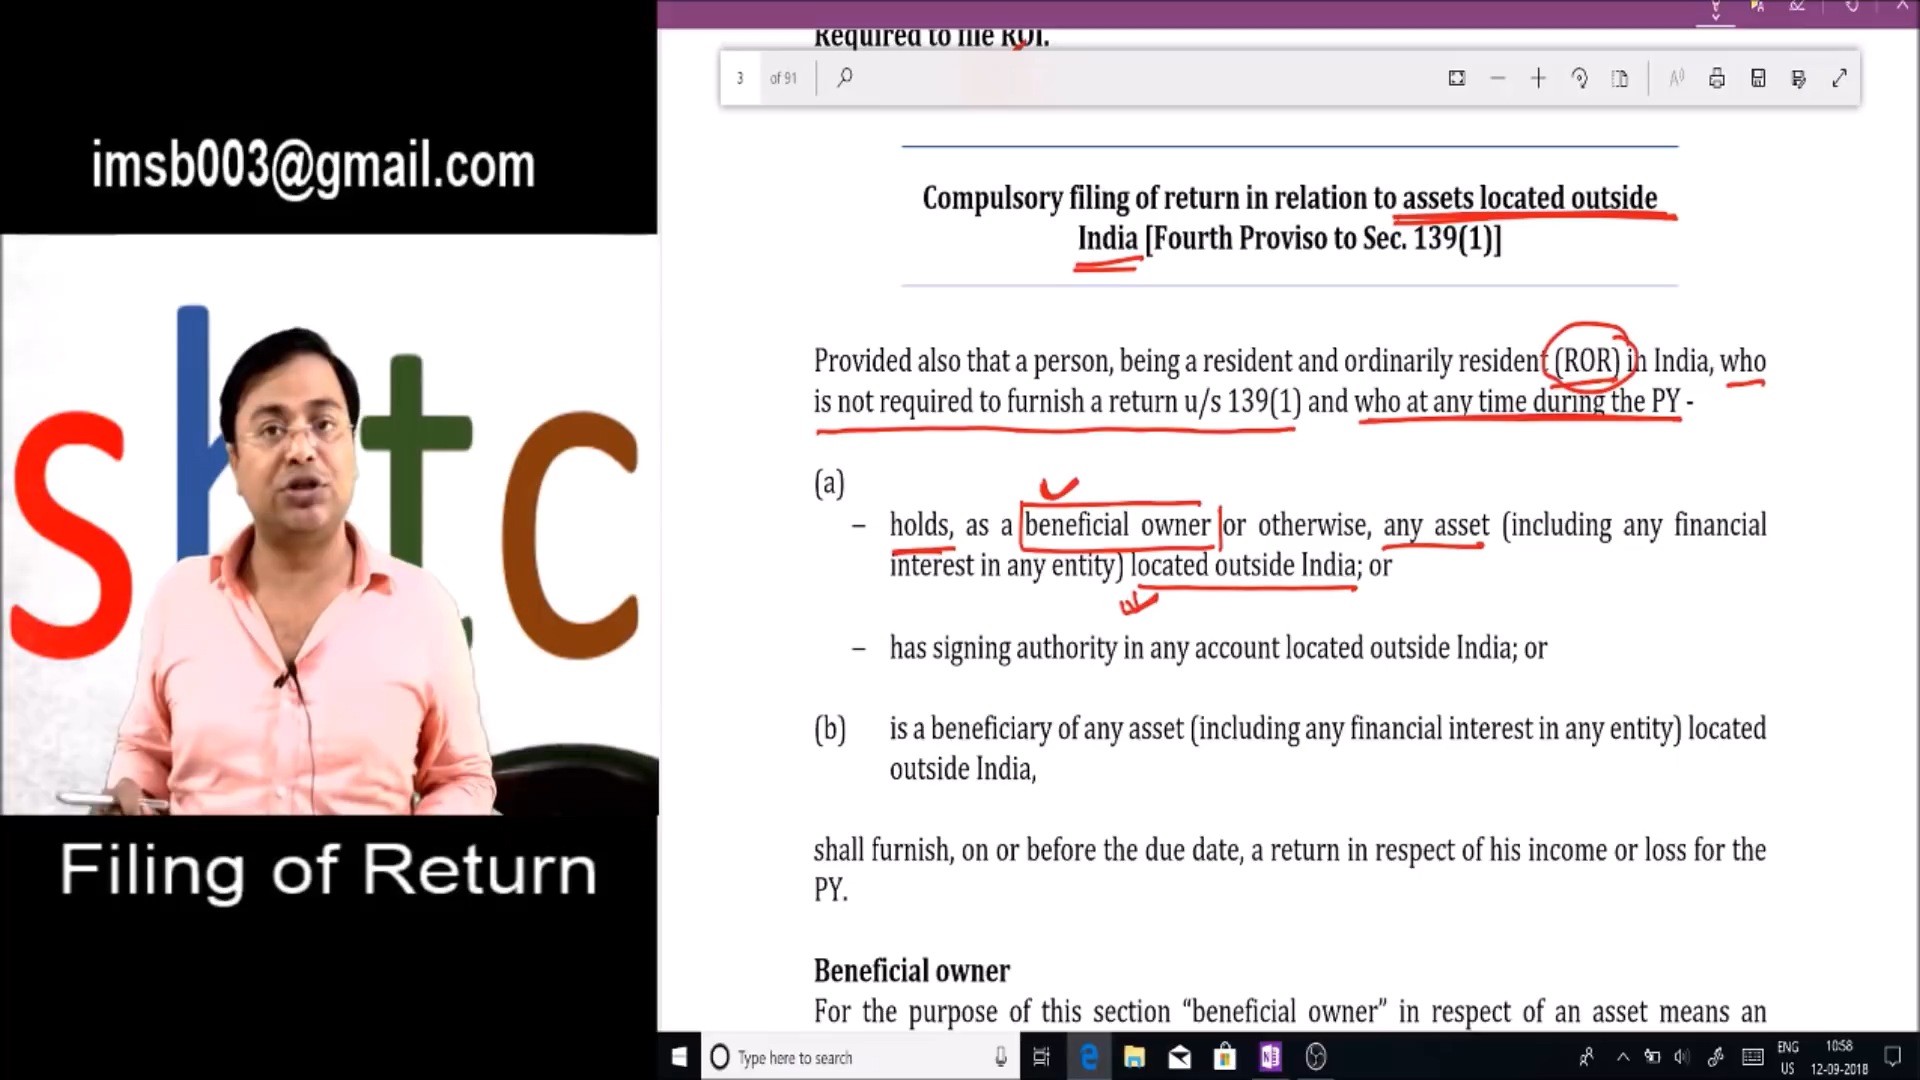 imsb003@gmail.com
shtc
Filing of Return
Required to file ROI.
3 of 91
Compulsory filing of return in relation to assets located outside
India [Fourth Proviso to Sec. 139(1)]
Provided also that a person, being a resident and ordinarily resident (ROR) in India, who
is not required to furnish a return u/s 139(1) and who at any time during the PY -
(a)
– holds, as a beneficial owner or otherwise, any asset (including any financial
interest in any entity) located outside India; or
– has signing authority in any account located outside India; or
(b) is a beneficiary of any asset (including any financial interest in any entity) located
outside India,
shall furnish, on or before the due date, a return in respect of his income or loss for the
PY.
Beneficial owner
For the purpose of this section “beneficial owner” in respect of an asset means an
Type here to search
ENG
US
10:58
12-09-2018